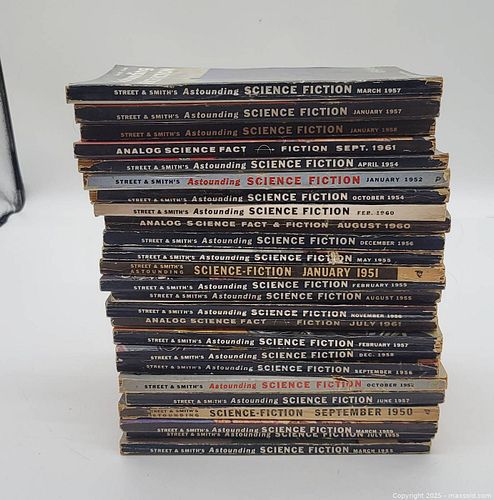 STREET & SMITH'S Astounding SCIENCE FICTION MARCH 1957
STREET & SMITH'S Astounding SCIENCE FICTION JANUARY 1957
STREET & SMITH'S Astounding SCIENCE FICTION JANUARY 1958
ANALOG SCIENCE FACT FICTION SEPT. 1961
STREET & SMITH'S Astounding SCIENCE FICTION APRIL 1954
STREET & SMITH'S Astounding SCIENCE FICTION JANUARY 1952
STREET & SMITH'S Astounding SCIENCE FICTION OCTOBER 1954
STREET & SMITH'S Astounding SCIENCE FICTION FEB. 1960
ANALOG SCIENCE FACT & FICTION AUGUST 1960
STREET & SMITH'S Astounding SCIENCE FICTION DECEMBER 1956
STREET & SMITH'S Astounding SCIENCE FICTION MAY 1955
STREET & SMITH'S ASTOUNDING SCIENCE-FICTION JANUARY 1951
STREET & SMITH'S Astounding SCIENCE FICTION FEBRUARY 1955
STREET & SMITH'S Astounding SCIENCE FICTION AUGUST 1955
STREET & SMITH'S Astounding SCIENCE FICTION NOVEMBER 1956
ANALOG SCIENCE FACT FICTION JULY 1961
STREET & SMITH'S Astounding SCIENCE FICTION FEBRUARY 1957
STREET & SMITH'S Astounding SCIENCE FICTION DEC. 1958
STREET & SMITH'S Astounding SCIENCE FICTION SEPTEMBER 1956
STREET & SMITH'S Astounding SCIENCE FICTION OCTOBER
STREET & SMITH'S Astounding SCIENCE FICTION JUNE 1957
STREET & SMITH'S ASTOUNDING SCIENCE-FICTION SEPTEMBER 1950
STREET & SMITH'S Astounding SCIENCE FICTION MARCH
STREET & SMITH'S Astounding SCIENCE FICTION JULY 1955
STREET & SMITH'S Astounding SCIENCE FICTION MARCH
Copyright 2025 - maxsold.com